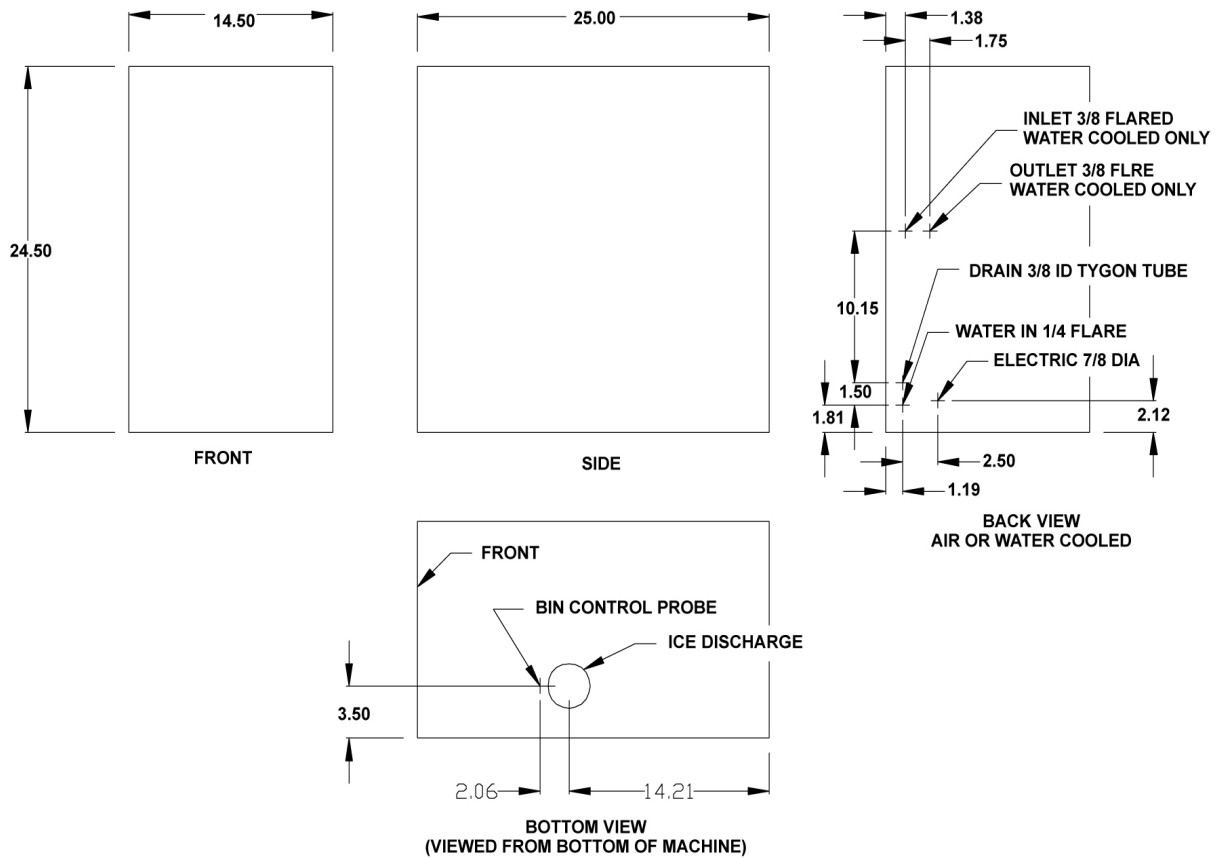 14.50
25.00
1.38
1.75
INLET 3/8 FLARED
WATER COOLED ONLY
OUTLET 3/8 FLRE
WATER COOLED ONLY
24.50
DRAIN 3/8 ID TYGON TUBE
10.15
WATER IN 1/4 FLARE
ELECTRIC 7/8 DIA
1.50
1.81
2.12
FRONT
SIDE
2.50
1.19
BACK VIEW
AIR OR WATER COOLED
FRONT
BIN CONTROL PROBE
ICE DISCHARGE
3.50
2.06
14.21
BOTTOM VIEW
(VIEWED FROM BOTTOM OF MACHINE)